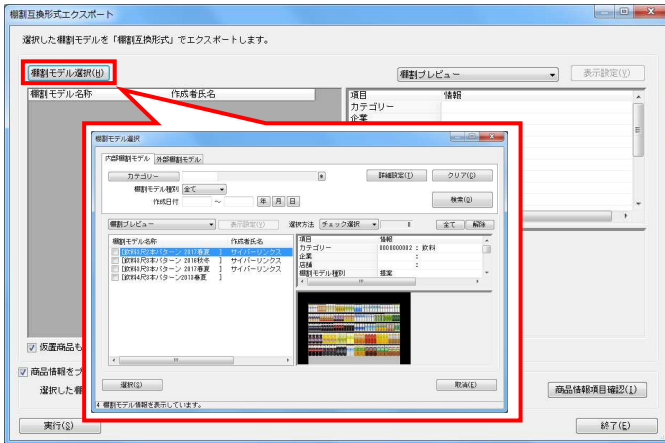 棚割互換形式エクスポート
選択した棚割モデルを「棚割互換形式」でエクスポートします。
棚割モデル選択(H)
棚割プレビュー
表示設定(V)
棚割モデル名称 作成者氏名
項目 情報
カテゴリー
企業
棚割モデル選択
内部棚割モデル 外部棚割モデル
カテゴリー
詳細設定(T) クリア(C)
棚割モデル種別 全て
作成日付 ～ 年 月 日
検索(Q)
棚割プレビュー 表示設定(V) 選択方法 チェック選択 0 全て 解除
棚割モデル名称 作成者氏名
[飲料3尺3本パターン 2017春夏 ] サイバーリンクス
[飲料3尺3本パターン 2016秋冬 ] サイバーリンクス
[飲料3尺2本パターン 2017春夏 ] サイバーリンクス
[飲料4尺3本パターン2018春夏 ]
項目 情報
カテゴリー 0000000002 : 飲料
企業 :
店舗 :
棚割モデル種別 提案
選択(S) 取消(E)
4 棚割モデル情報を表示しています。
仮置商品も
商品情報をプ
選択した棚
商品情報項目確認(I)
実行(S) 終了(E)